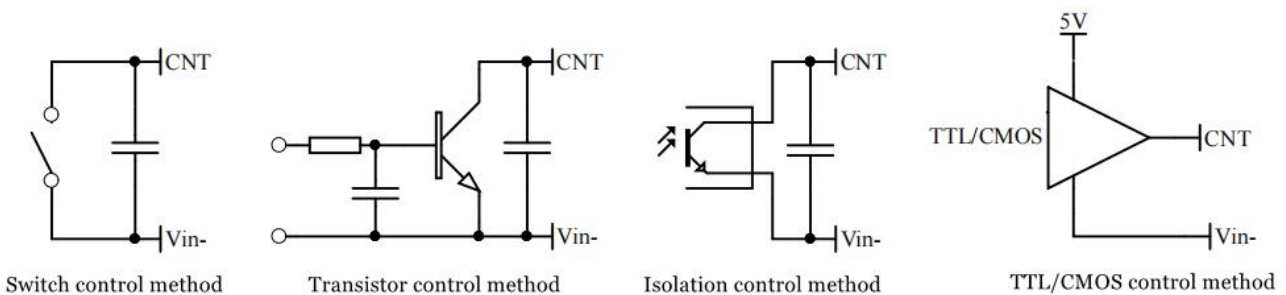 5V
CNT
CNT
CNT
TTL/CMOS
CNT
Vin-
Vin-
Vin-
Vin-
Switch control method
Transistor control method
Isolation control method
TTL/CMOS control method